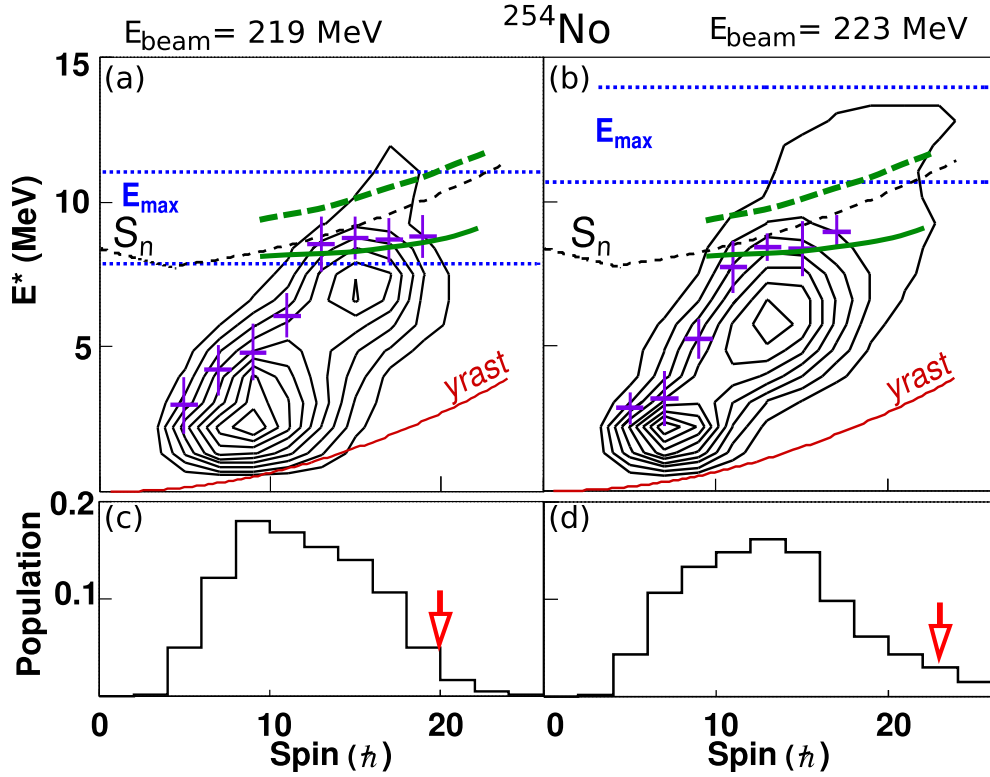 E_beam = 219 MeV
²⁵⁴No
E_beam = 223 MeV
15
(a)
(b)
E_max
E_max
10
S_n
S_n
E* (MeV)
5
yrast
yrast
0.2
(c)
(d)
0.1
Population
0
10
20
10
20
Spin (ℏ)
Spin (ℏ)